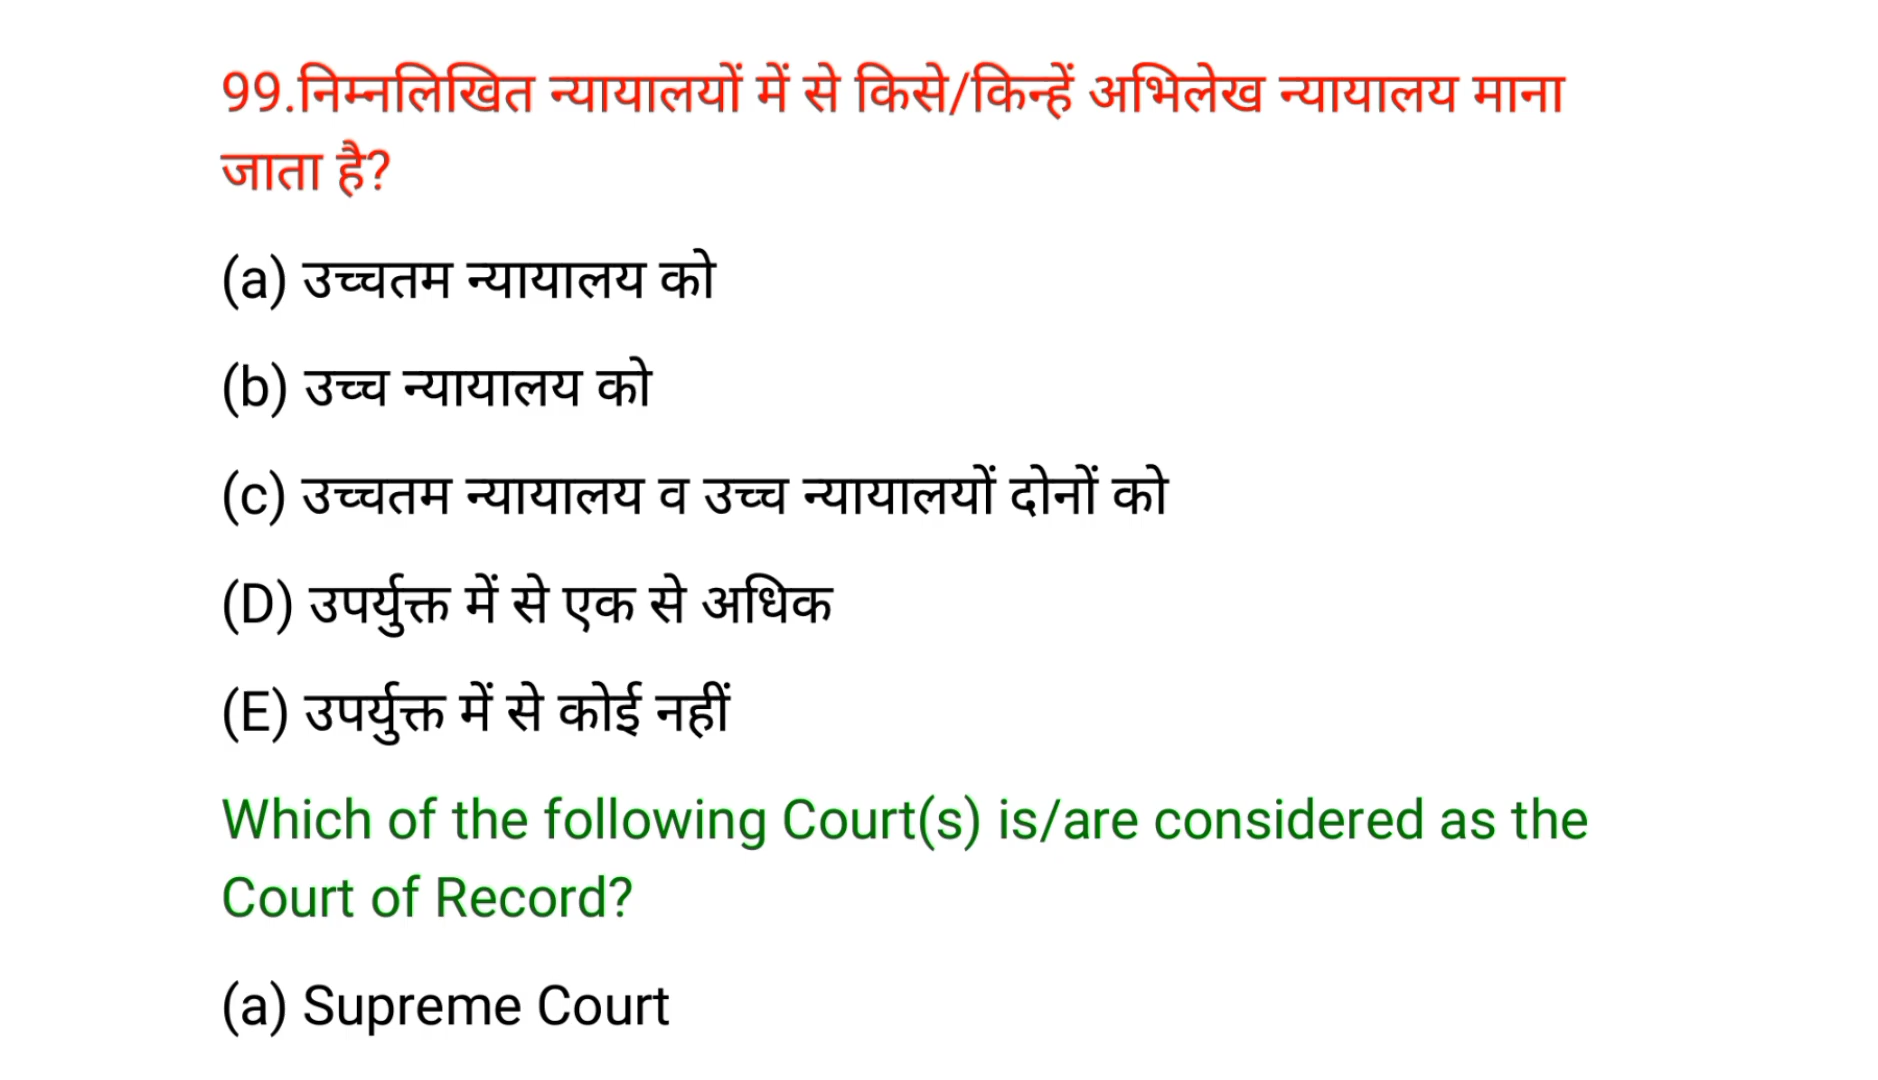 99.निम्नलिखित न्यायालयों में से किसे/किन्हें अभिलेख न्यायालय माना
जाता है?
(a) उच्चतम न्यायालय को
(b) उच्च न्यायालय को
(c) उच्चतम न्यायालय व उच्च न्यायालयों दोनों को
(D) उपर्युक्त में से एक से अधिक
(E) उपर्युक्त में से कोई नहीं
Which of the following Court(s) is/are considered as the
Court of Record?
(a) Supreme Court